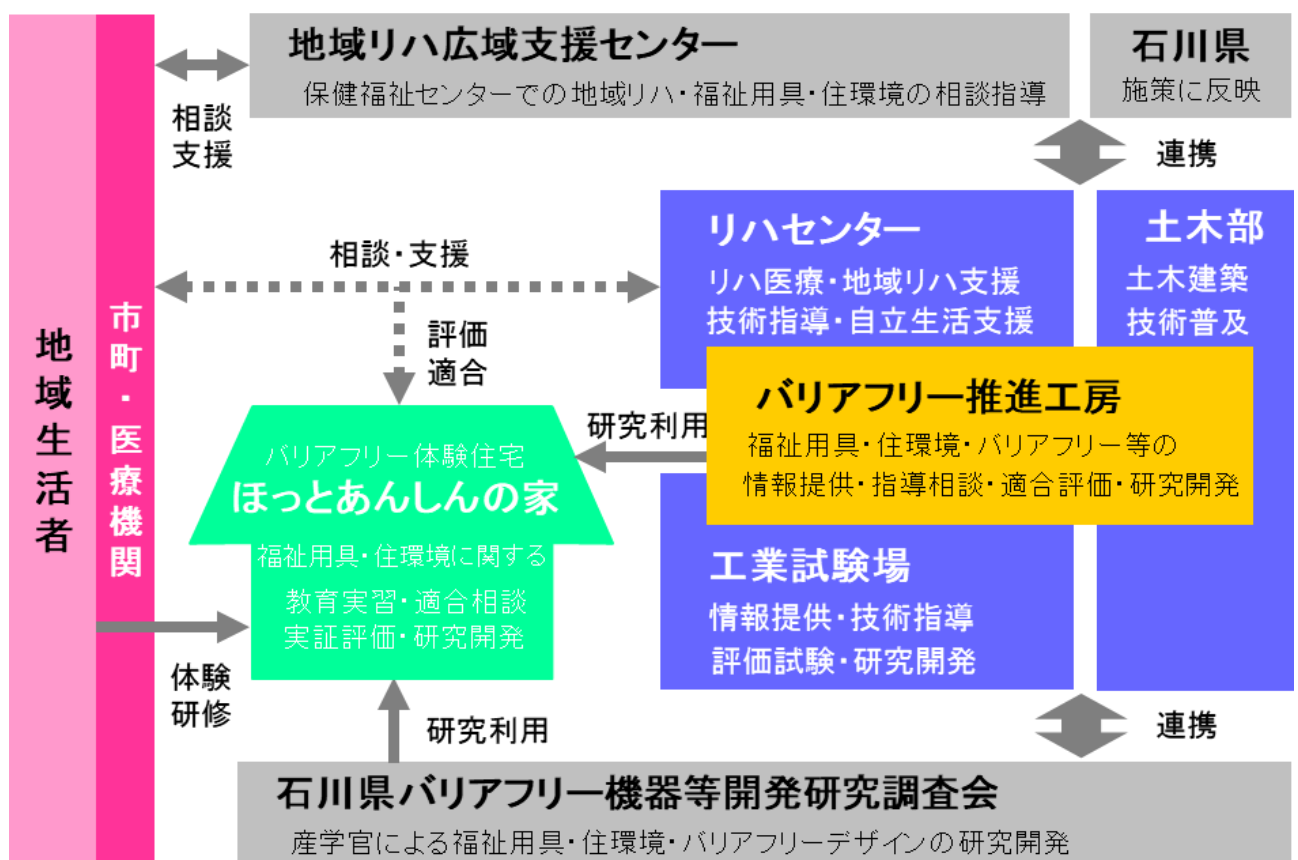 地域リハ広域支援センター
保健福祉センターでの地域リハ・福祉用具・住環境の相談指導
石川県
施策に反映
相談
支援
連携
リハセンター
リハ医療・地域リハ支援
技術指導・自立生活支援
土木部
土木建築
技術普及
相談・支援
評価
適合
地域生活者
市町・医療機関
バリアフリー推進工房
福祉用具・住環境・バリアフリー等の
情報提供・指導相談・適合評価・研究開発
研究利用
バリアフリー体験住宅
ほっとあんしんの家
福祉用具・住環境に関する
教育実習・適合相談
実証評価・研究開発
工業試験場
情報提供・技術指導
評価試験・研究開発
体験
研修
研究利用
連携
石川県バリアフリー機器等開発研究調査会
産学官による福祉用具・住環境・バリアフリーデザインの研究開発